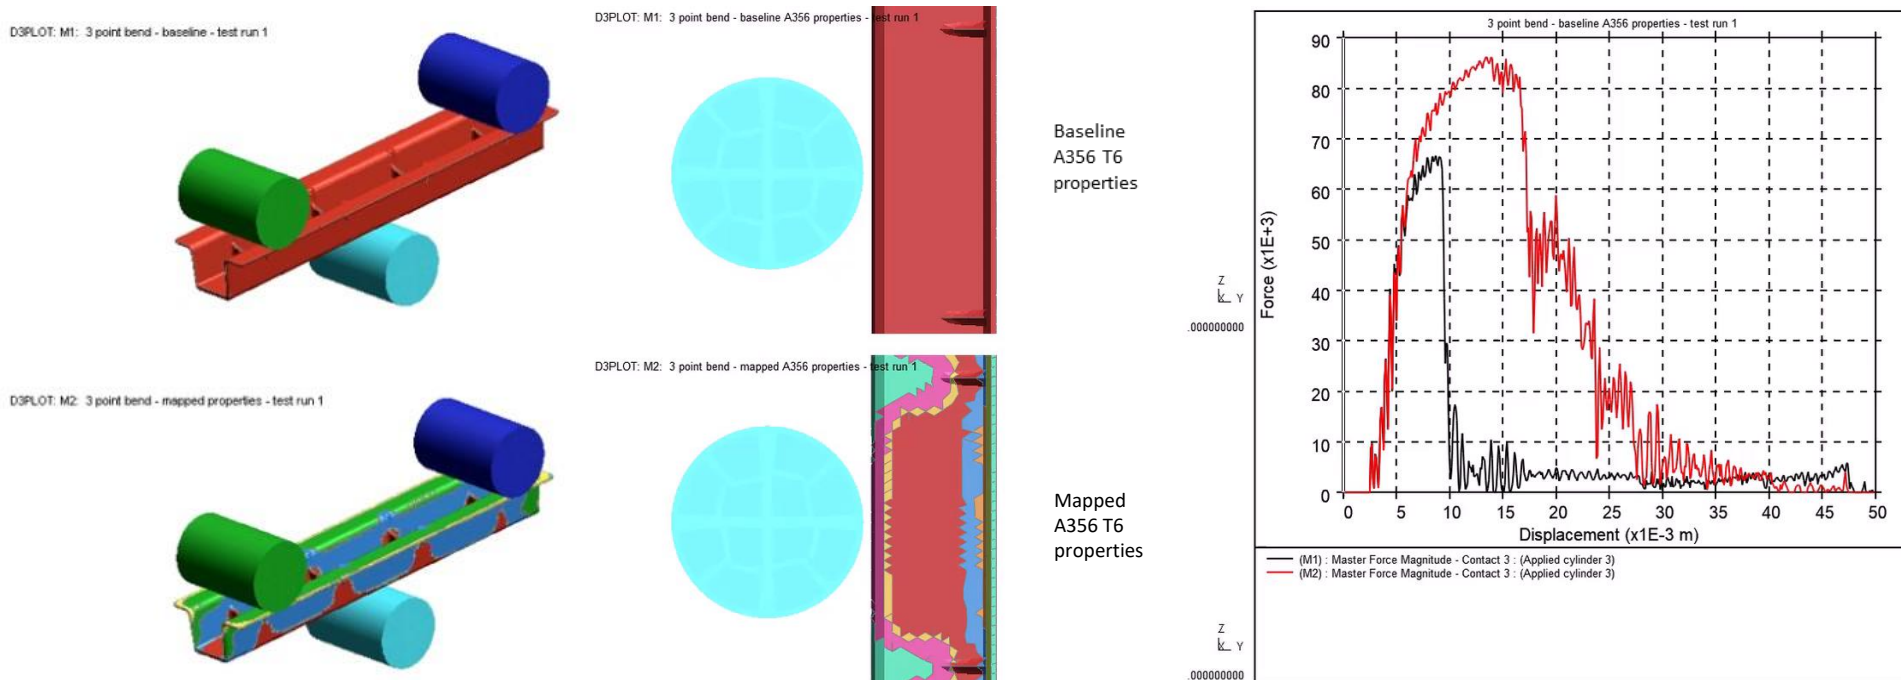 D3PLOT: M1: 3 point bend - baseline - test run 1
D3PLOT: M1: 3 point bend - baseline A356 properties - test run 1
Baseline
A356 T6
properties
Z
X Y
.000000000
D3PLOT: M2: 3 point bend - mapped properties - test run 1
D3PLOT: M2: 3 point bend - mapped A356 properties - test run 1
Mapped
A356 T6
properties
Z
X Y
.000000000
3 point bend - baseline A356 properties - test run 1
Force (x1E+3)
90
80
70
60
50
40
30
20
10
0
0 5 10 15 20 25 30 35 40 45 50
Displacement (x1E-3 m)
(M1) : Master Force Magnitude - Contact 3 : (Applied cylinder 3)
(M2) : Master Force Magnitude - Contact 3 : (Applied cylinder 3)